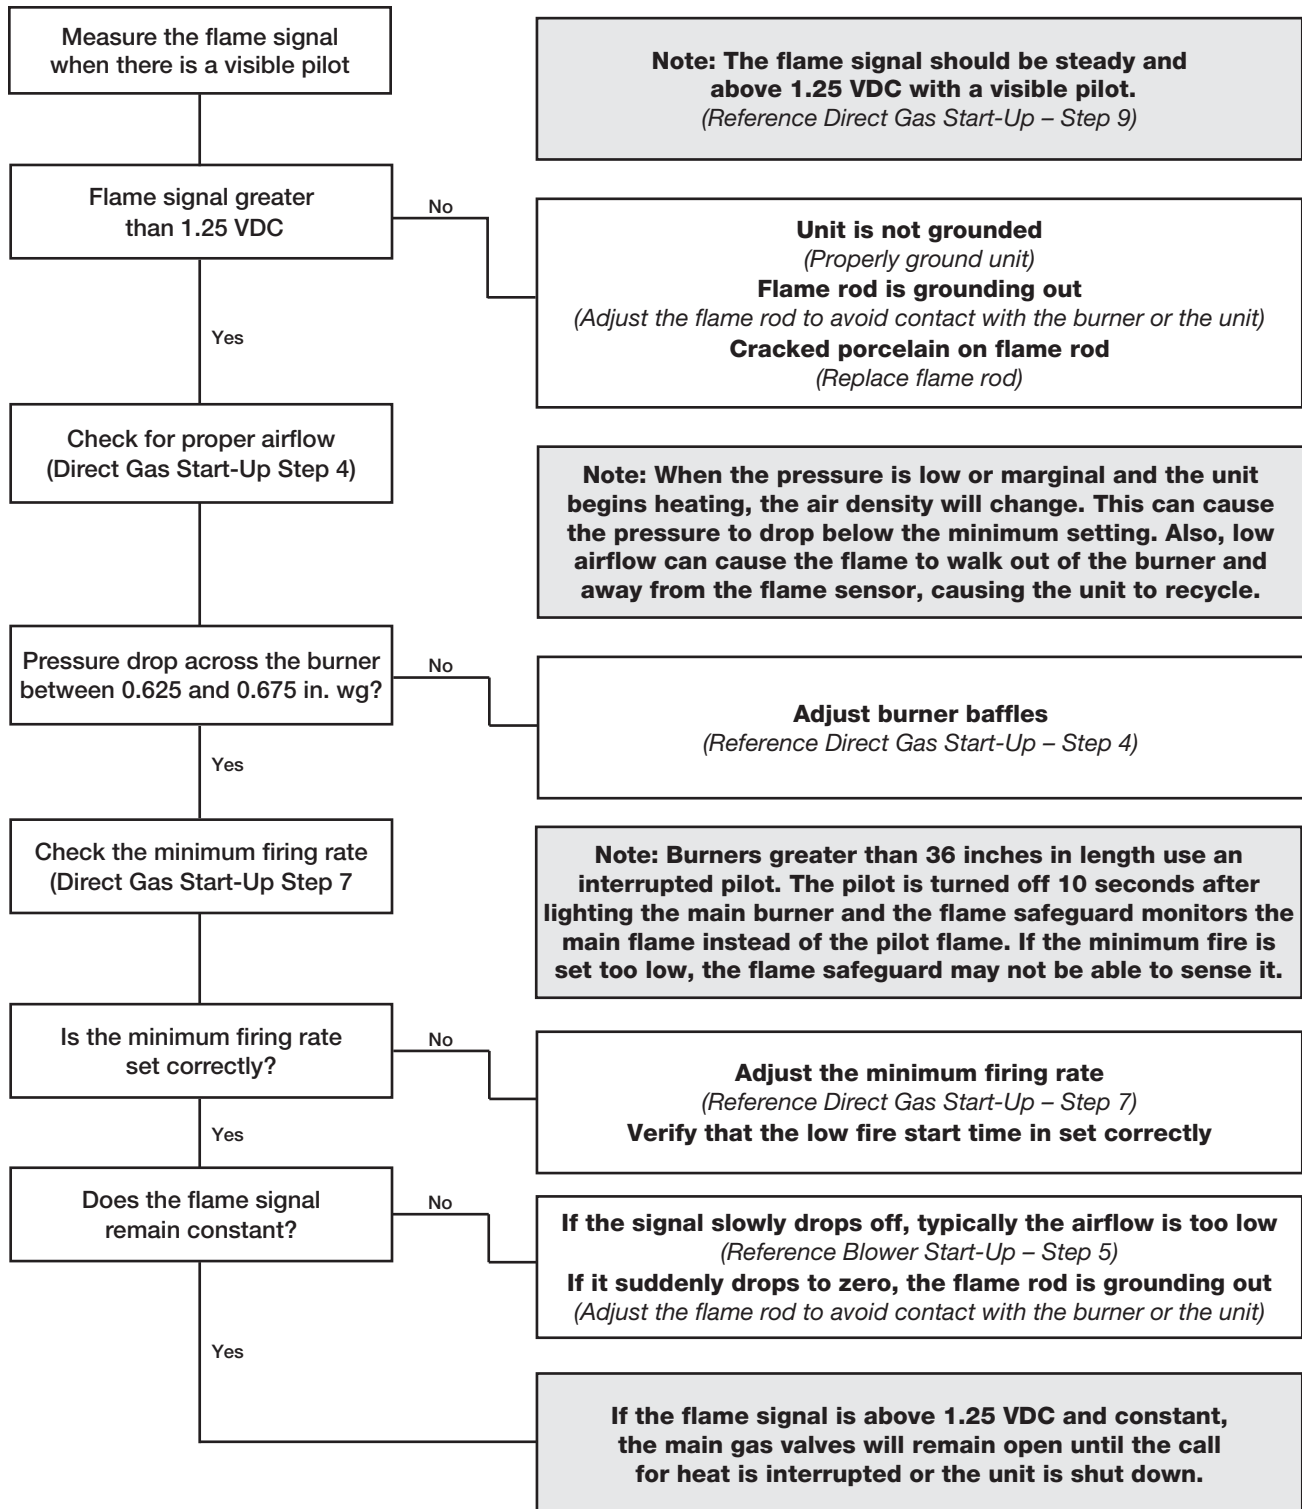 Measure the flame signal
when there is a visible pilot
Note: The flame signal should be steady and
above 1.25 VDC with a visible pilot.
(Reference Direct Gas Start-Up – Step 9)
Flame signal greater
than 1.25 VDC
No
Unit is not grounded
(Properly ground unit)
Flame rod is grounding out
(Adjust the flame rod to avoid contact with the burner or the unit)
Cracked porcelain on flame rod
(Replace flame rod)
Yes
Check for proper airflow
(Direct Gas Start-Up Step 4)
Note: When the pressure is low or marginal and the unit
begins heating, the air density will change. This can cause
the pressure to drop below the minimum setting. Also, low
airflow can cause the flame to walk out of the burner and
away from the flame sensor, causing the unit to recycle.
Pressure drop across the burner
between 0.625 and 0.675 in. wg?
No
Adjust burner baffles
(Reference Direct Gas Start-Up – Step 4)
Yes
Check the minimum firing rate
(Direct Gas Start-Up Step 7
Note: Burners greater than 36 inches in length use an
interrupted pilot. The pilot is turned off 10 seconds after
lighting the main burner and the flame safeguard monitors the
main flame instead of the pilot flame. If the minimum fire is
set too low, the flame safeguard may not be able to sense it.
Is the minimum firing rate
set correctly?
No
Adjust the minimum firing rate
(Reference Direct Gas Start-Up – Step 7)
Verify that the low fire start time in set correctly
Yes
Does the flame signal
remain constant?
No
If the signal slowly drops off, typically the airflow is too low
(Reference Blower Start-Up – Step 5)
If it suddenly drops to zero, the flame rod is grounding out
(Adjust the flame rod to avoid contact with the burner or the unit)
Yes
If the flame signal is above 1.25 VDC and constant,
the main gas valves will remain open until the call
for heat is interrupted or the unit is shut down.